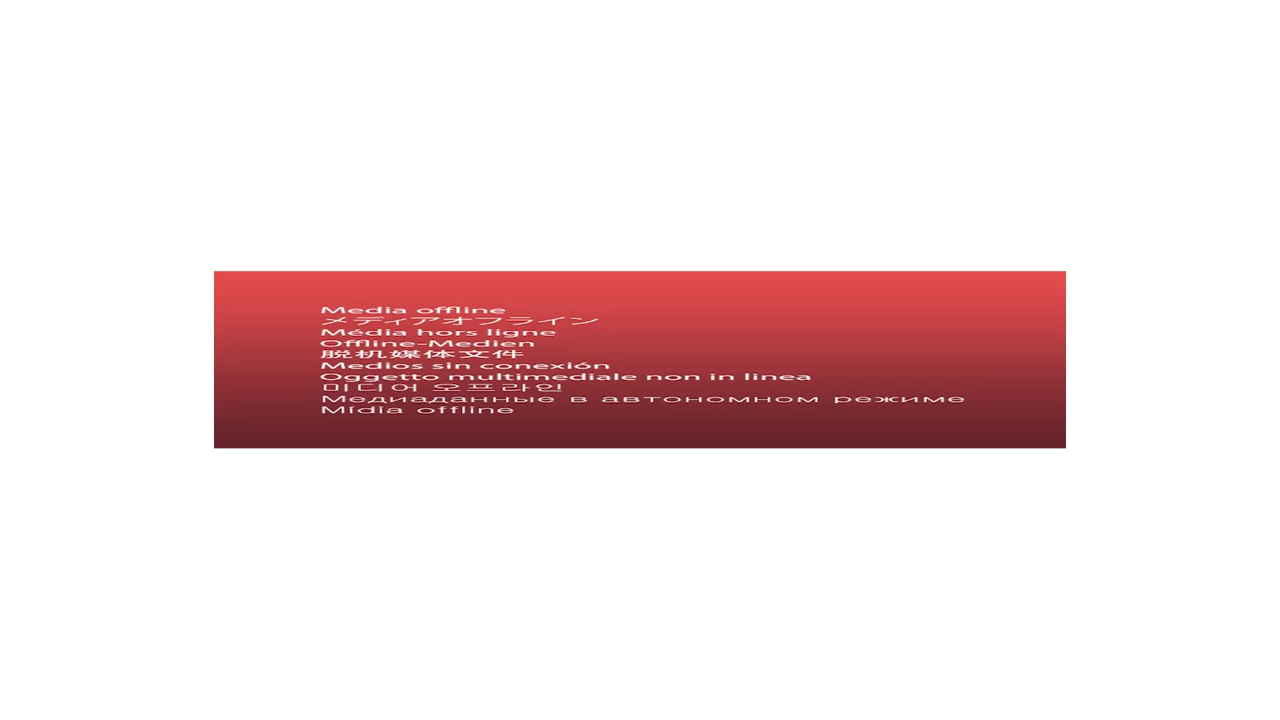 Media offline
メディアオフライン
Média hors ligne
Offline-Medien
脱机媒体文件
Medios sin conexión
Oggetto multimediale non in linea
미디어 오프라인
Медиаданные в автономном режиме
Mídia offline